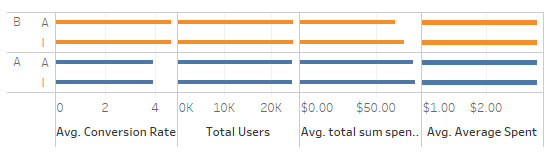 B A
I
A A
I
0 2 4 0K 10K 20K $0.00 $50.00 $1.00 $2.00
Avg. Conversion Rate Total Users Avg. total sum spen.. Avg. Average Spent